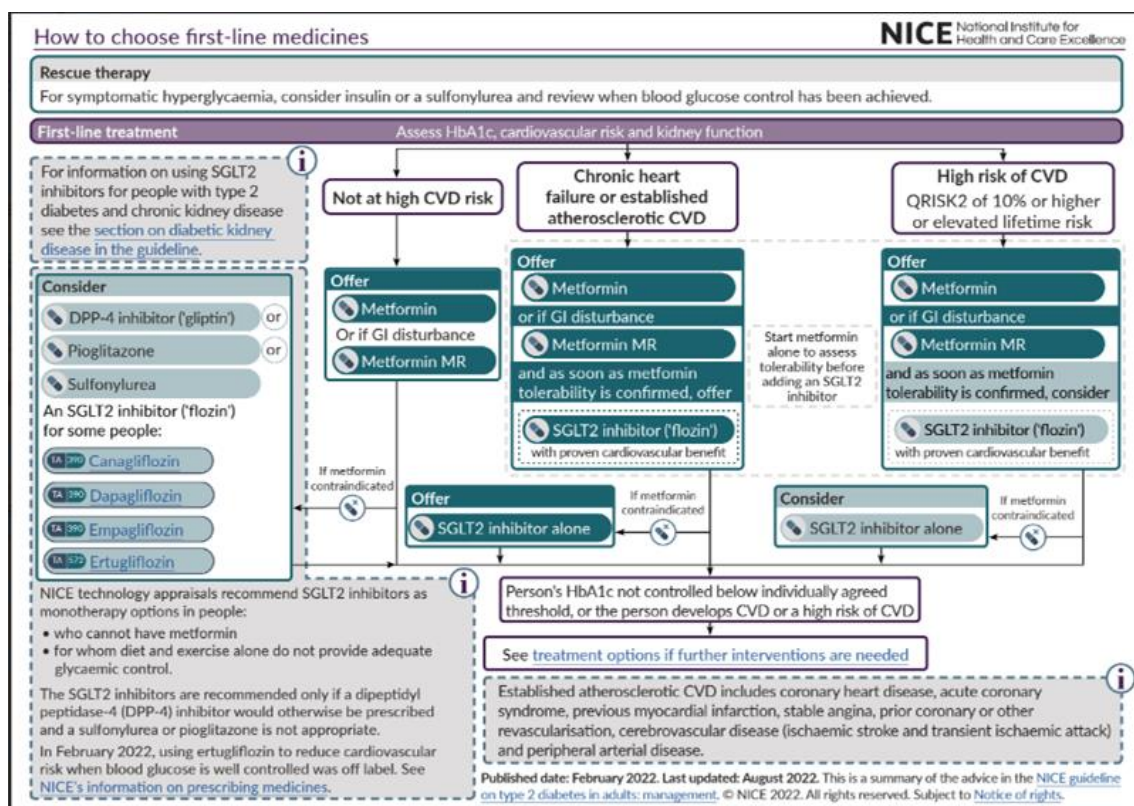 How to choose first-line medicines
NICE National Institute for
Health and Care Excellence
Rescue therapy
For symptomatic hyperglycaemia, consider insulin or a sulfonylurea and review when blood glucose control has been achieved.
First-line treatment
Assess HbA1c, cardiovascular risk and kidney function
i
For information on using SGLT2
inhibitors for people with type 2
diabetes and chronic kidney disease
see the section on diabetic kidney
disease in the guideline.
Not at high CVD risk
Chronic heart
failure or established
atherosclerotic CVD
High risk of CVD
QRISK2 of 10% or higher
or elevated lifetime risk
Consider
DPP-4 inhibitor ('gliptin') or
Pioglitazone or
Sulfonylurea
An SGLT2 inhibitor ('flozin')
for some people:
TA 390 Canagliflozin
TA 390 Dapagliflozin
TA 390 Empagliflozin
TA 572 Ertugliflozin
Offer
Metformin
Or if GI disturbance
Metformin MR
If metformin
contraindicated
Offer
Metformin
or if GI disturbance
Metformin MR
and as soon as metfomin
tolerability is confirmed, offer
SGLT2 inhibitor ('flozin')
with proven cardiovascular benefit
Start metformin
alone to assess
tolerability before
adding an SGLT2
inhibitor
Offer
Metformin
or if GI disturbance
Metformin MR
and as soon as metfomin
tolerability is confirmed, consider
SGLT2 inhibitor ('flozin')
with proven cardiovascular benefit
Offer
SGLT2 inhibitor alone
If metformin
contraindicated
Consider
SGLT2 inhibitor alone
If metformin
contraindicated
i
NICE technology appraisals recommend SGLT2 inhibitors as
monotherapy options in people:
• who cannot have metformin
• for whom diet and exercise alone do not provide adequate
glycaemic control.
The SGLT2 inhibitors are recommended only if a dipeptidyl
peptidase-4 (DPP-4) inhibitor would otherwise be prescribed
and a sulfonylurea or pioglitazone is not appropriate.
In February 2022, using ertugliflozin to reduce cardiovascular
risk when blood glucose is well controlled was off label. See
NICE's information on prescribing medicines.
Person's HbA1c not controlled below individually agreed
threshold, or the person develops CVD or a high risk of CVD
See treatment options if further interventions are needed
i
Established atherosclerotic CVD includes coronary heart disease, acute coronary
syndrome, previous myocardial infarction, stable angina, prior coronary or other
revascularisation, cerebrovascular disease (ischaemic stroke and transient ischaemic attack)
and peripheral arterial disease.
Published date: February 2022. Last updated: August 2022. This is a summary of the advice in the NICE guideline
on type 2 diabetes in adults: management. © NICE 2022. All rights reserved. Subject to Notice of rights.